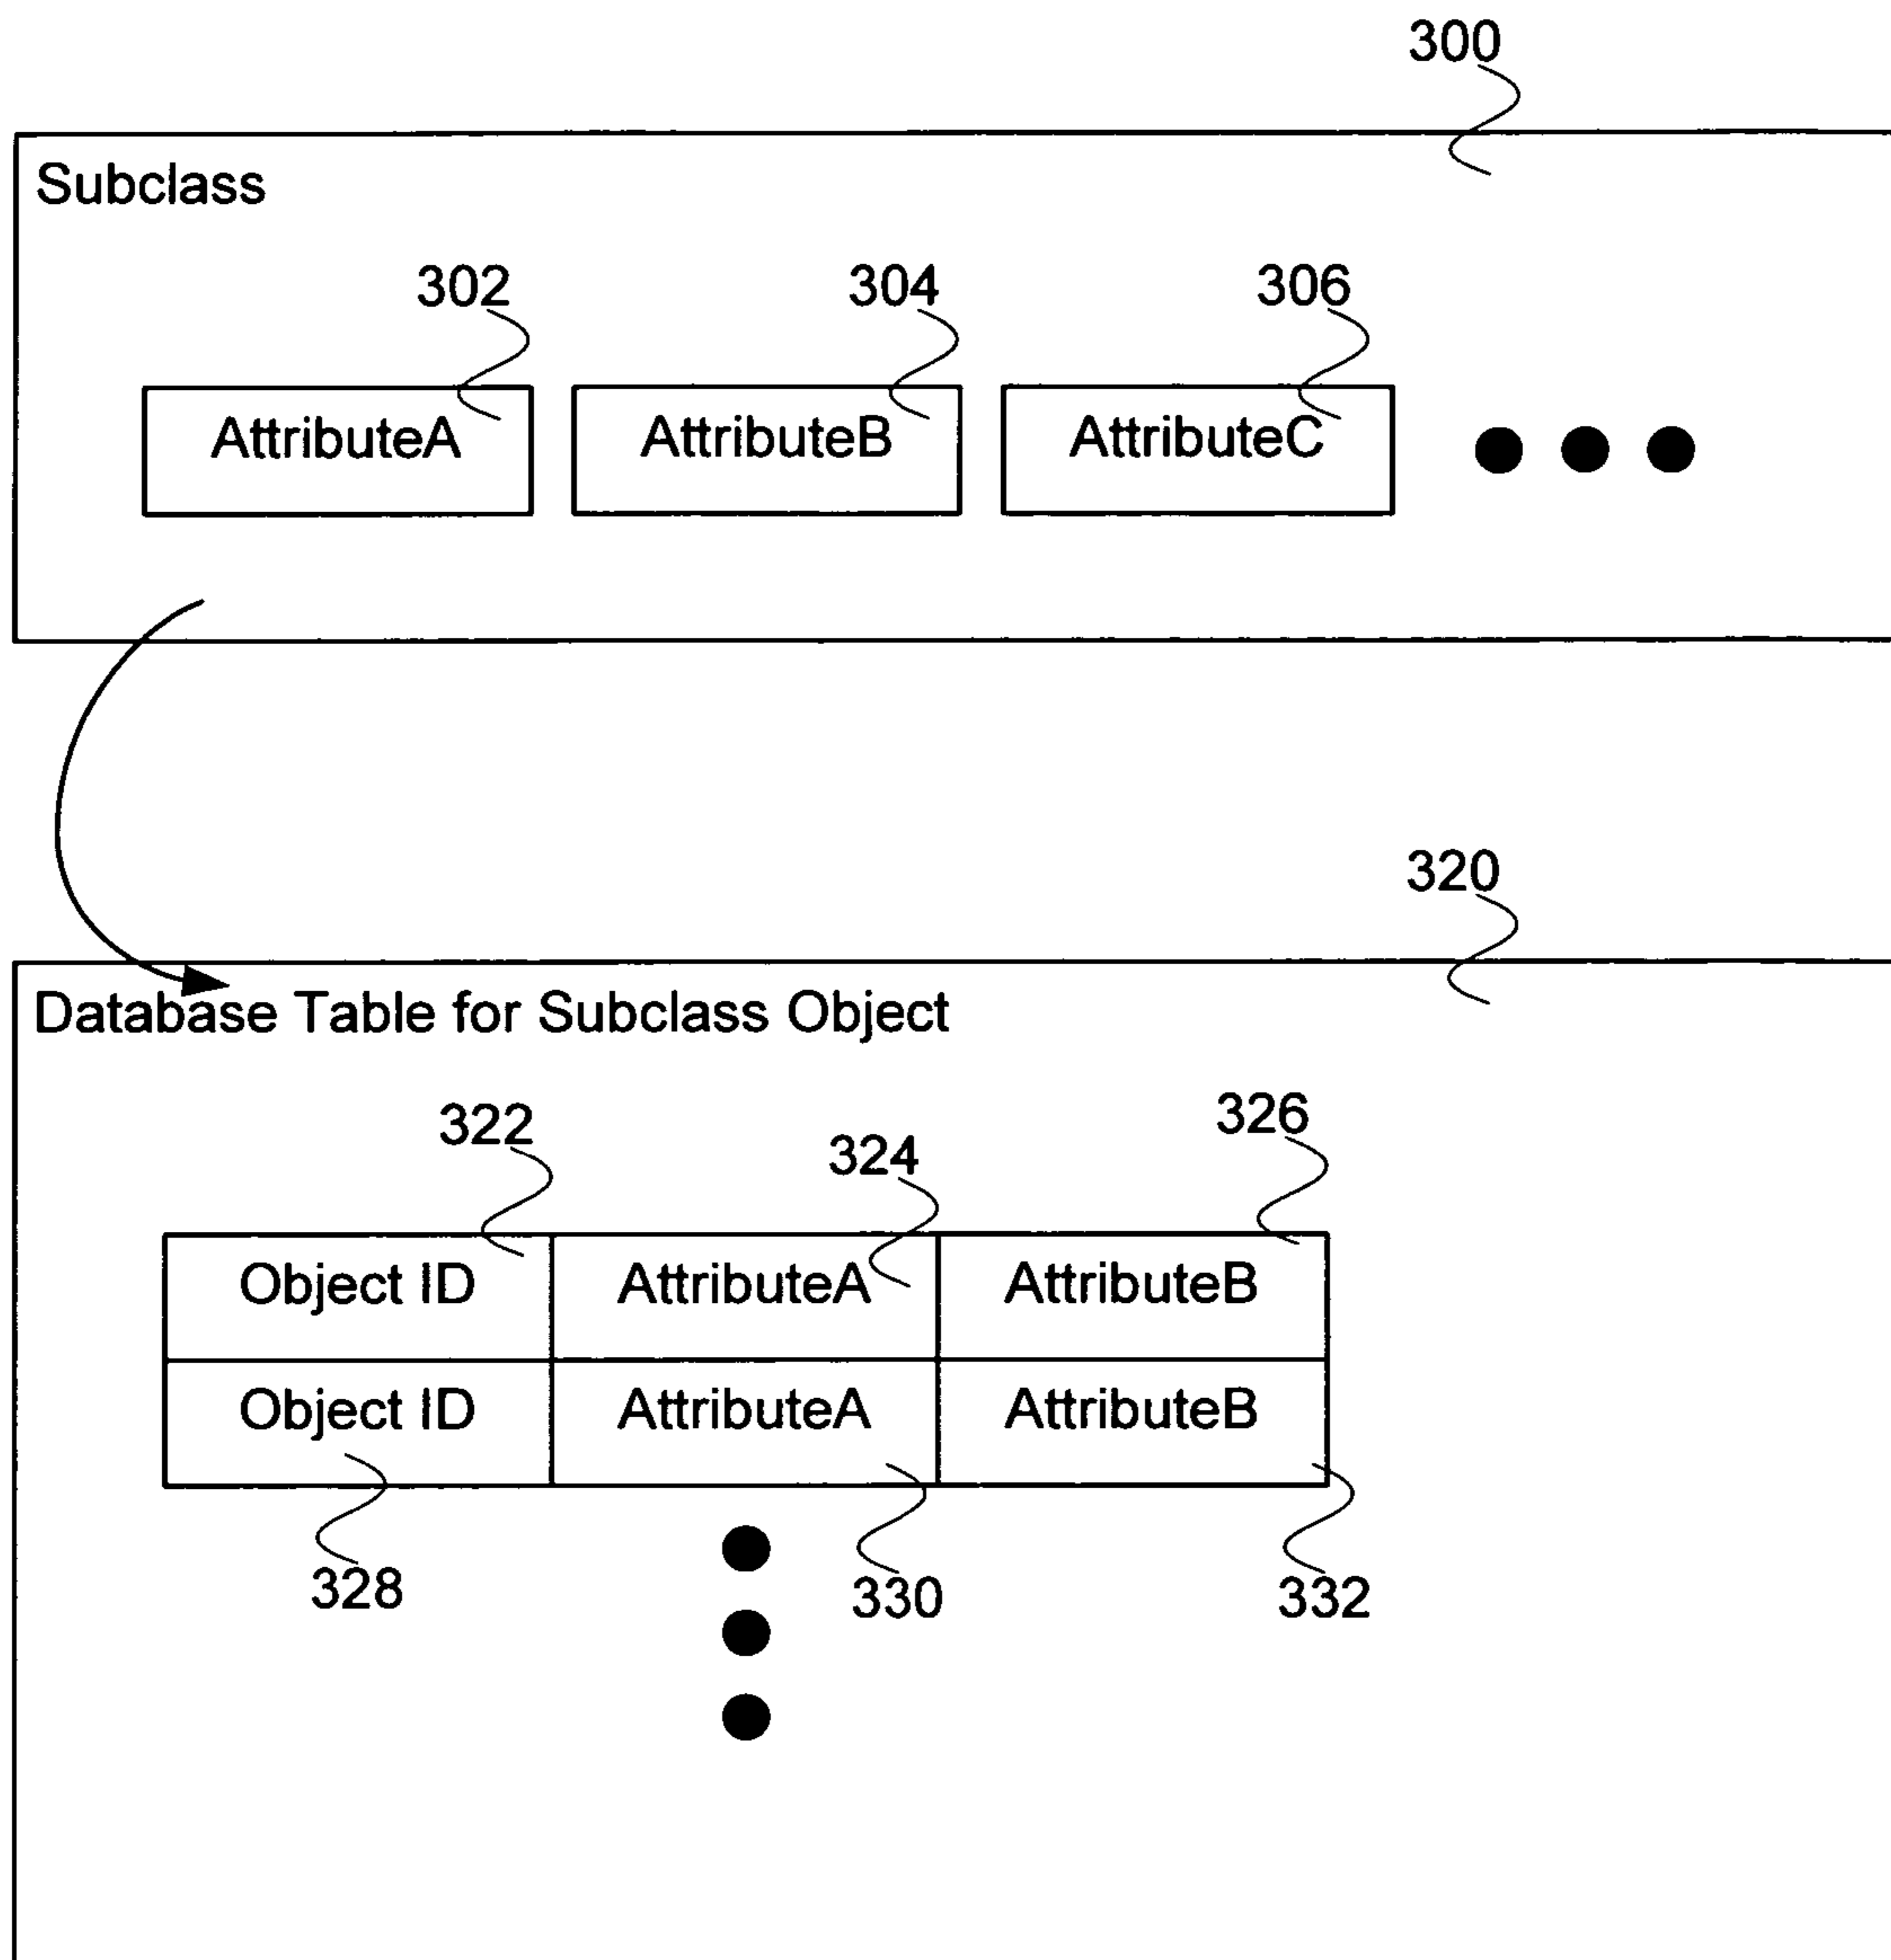 300
Subclass
302 304 306
AttributeA AttributeB AttributeC
320
Database Table for Subclass Object
322 324 326
Object ID AttributeA AttributeB
Object ID AttributeA AttributeB
328 330 332